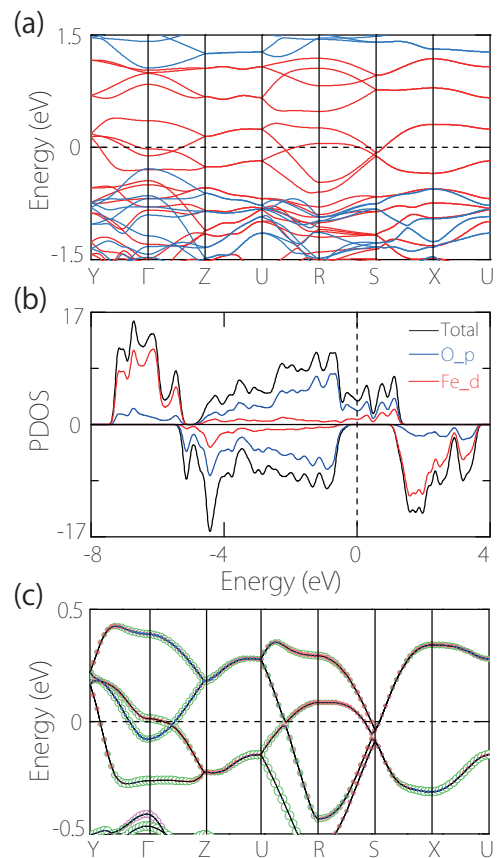 (a)
1.5
Energy (eV)
0
-1.5
Y Γ Z U R S X U
(b)
17
Total
O_p
Fe_d
PDOS
0
-17
-8 -4 0 4
Energy (eV)
(c)
0.5
Energy (eV)
0
-0.5
Y Γ Z U R S X U